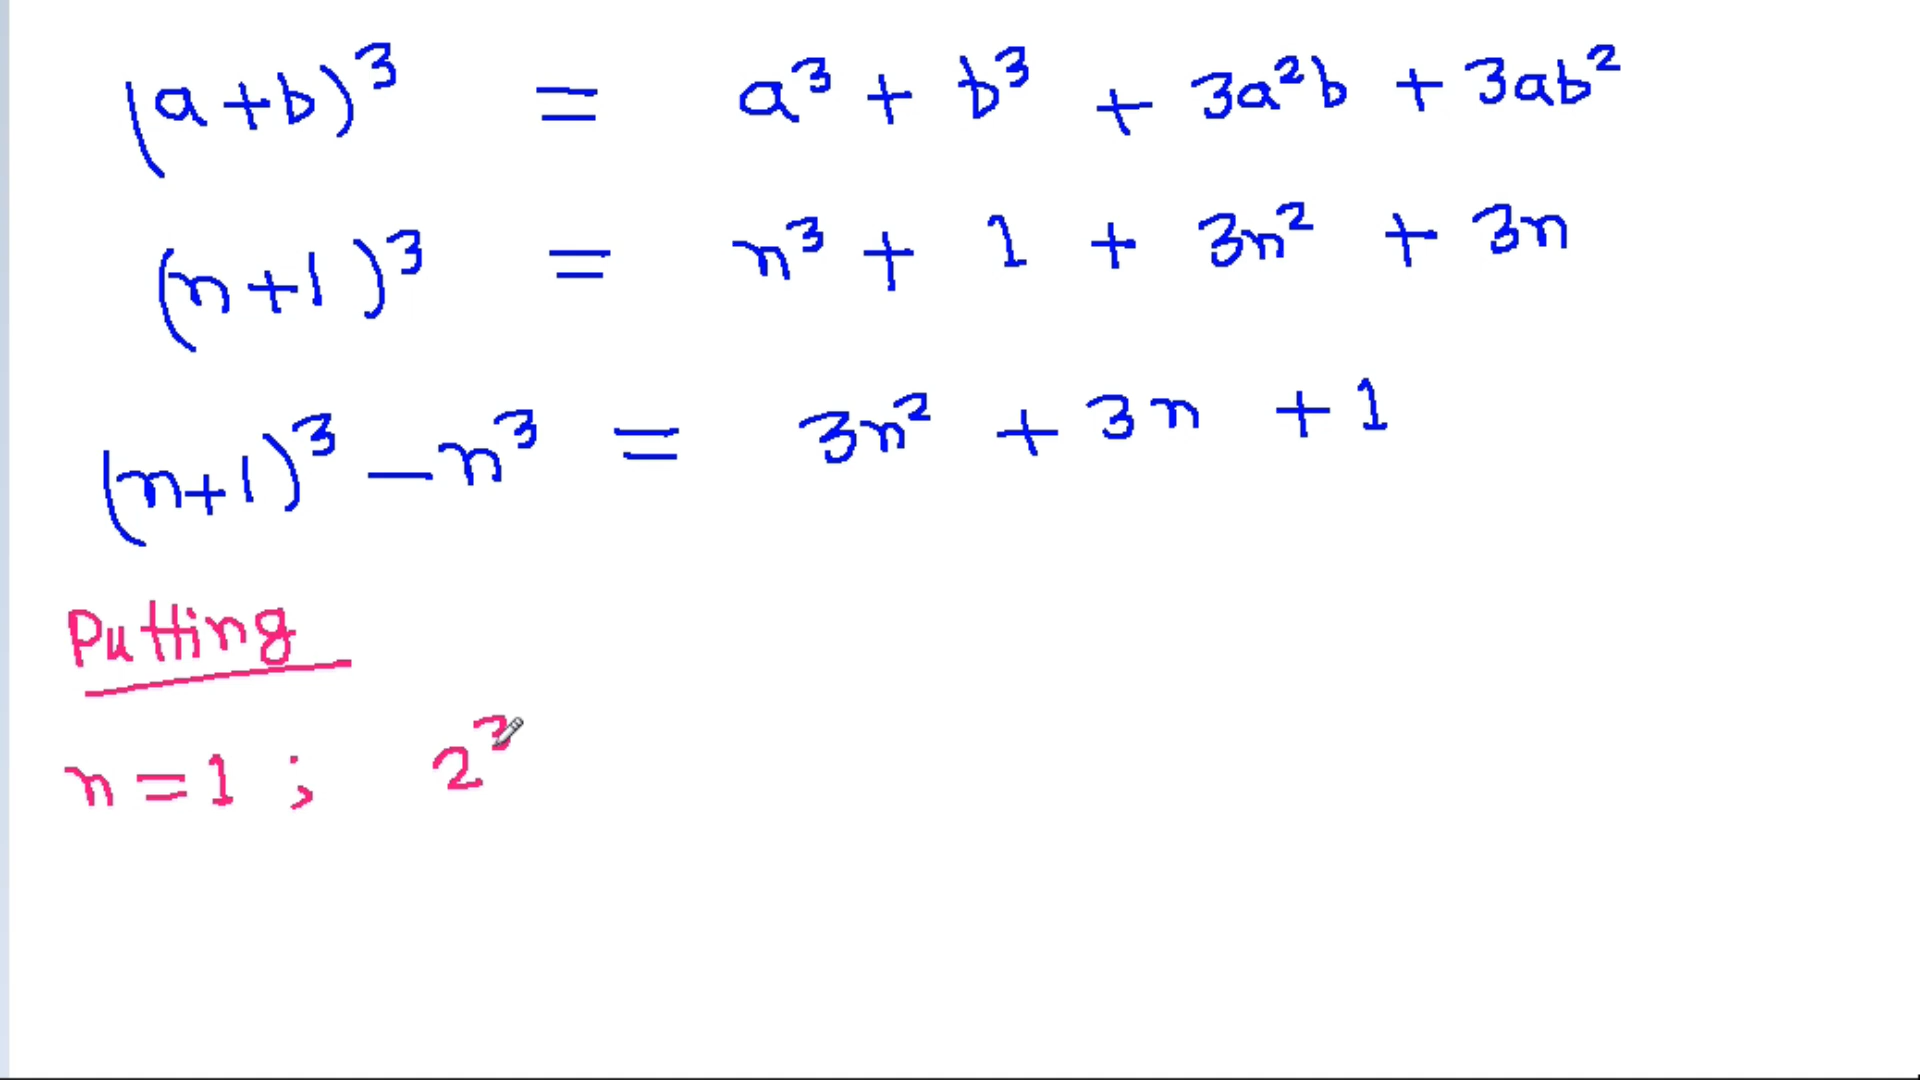 (a+b)³ = a³ + b³ + 3a²b + 3ab²
(n+1)³ = n³ + 1 + 3n² + 3n
(n+1)³ − n³ = 3n² + 3n + 1
Putting
n = 1 ; 2³